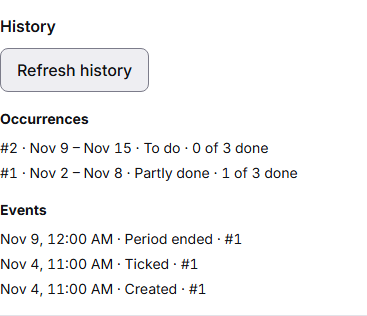 History
Refresh history
Occurrences
#2 · Nov 9 – Nov 15 · To do · 0 of 3 done
#1 · Nov 2 – Nov 8 · Partly done · 1 of 3 done
Events
Nov 9, 12:00 AM · Period ended · #1
Nov 4, 11:00 AM · Ticked · #1
Nov 4, 11:00 AM · Created · #1